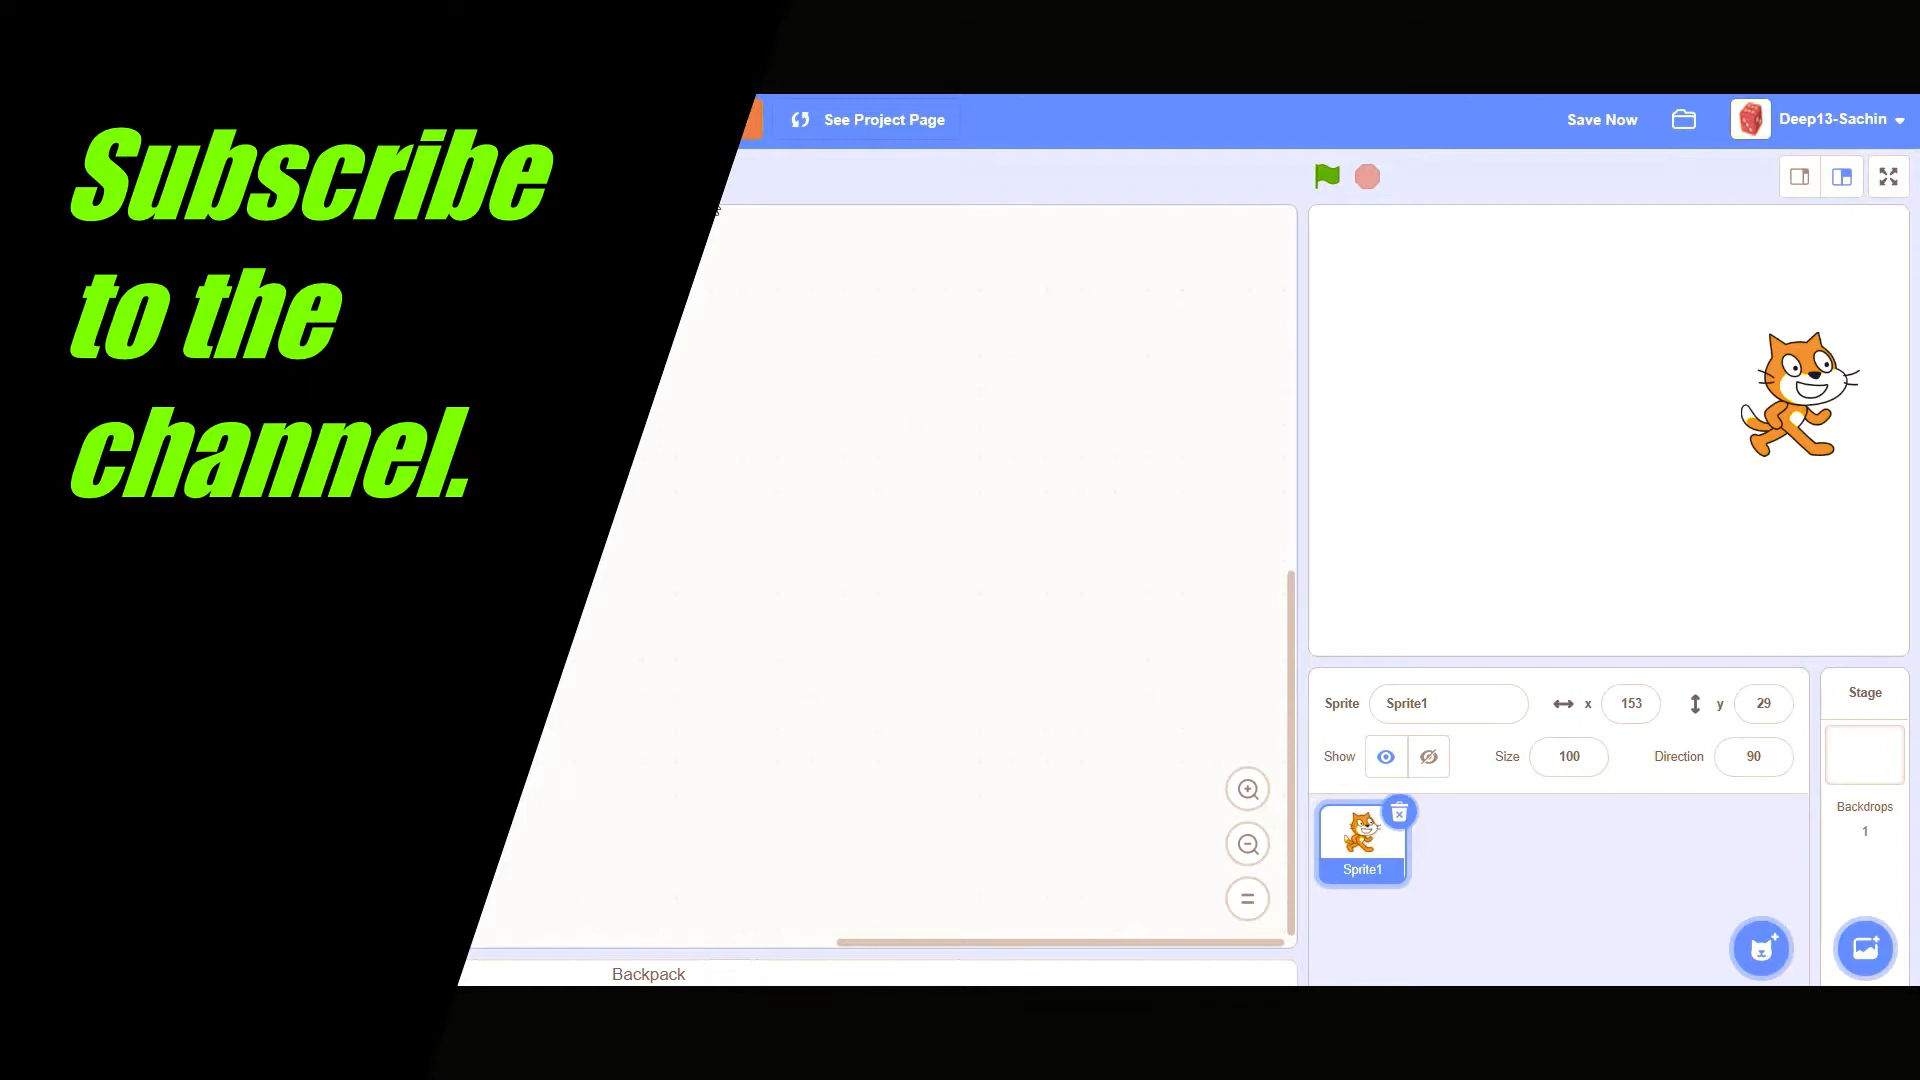 Subscribe
to the
channel.
See Project Page
Save Now
Deep13-Sachin
Sprite Sprite1 x 153 y 29
Show Size 100 Direction 90
Sprite1
Stage
Backdrops
1
Backpack